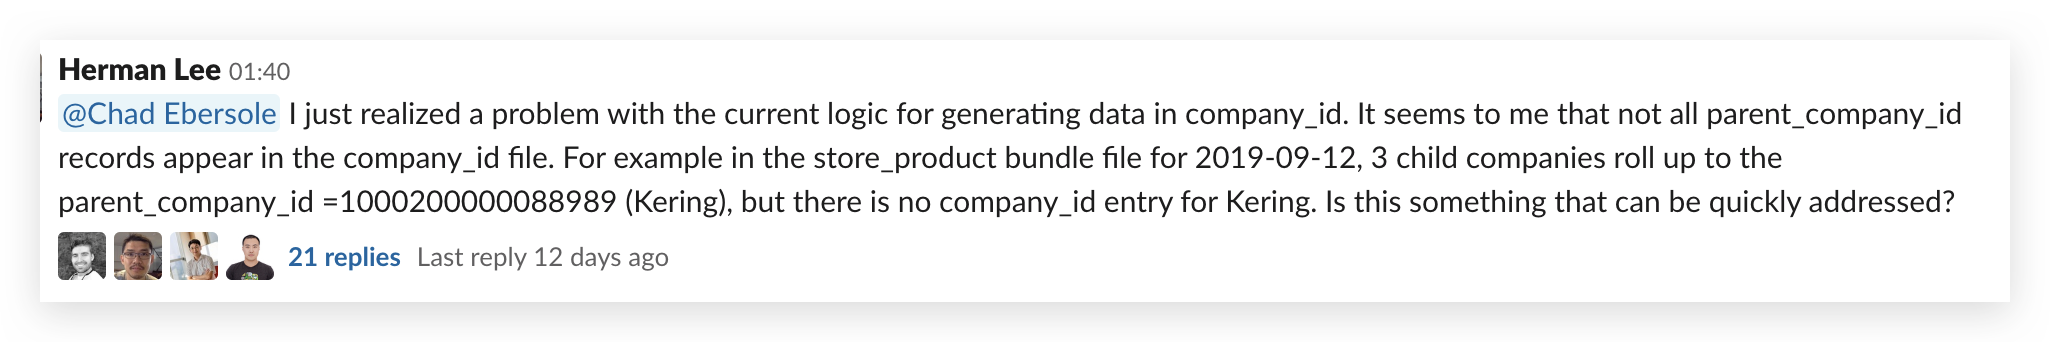 Herman Lee 01:40
@Chad Ebersole I just realized a problem with the current logic for generating data in company_id. It seems to me that not all parent_company_id
records appear in the company_id file. For example in the store_product bundle file for 2019-09-12, 3 child companies roll up to the
parent_company_id =1000200000088989 (Kering), but there is no company_id entry for Kering. Is this something that can be quickly addressed?
21 replies Last reply 12 days ago